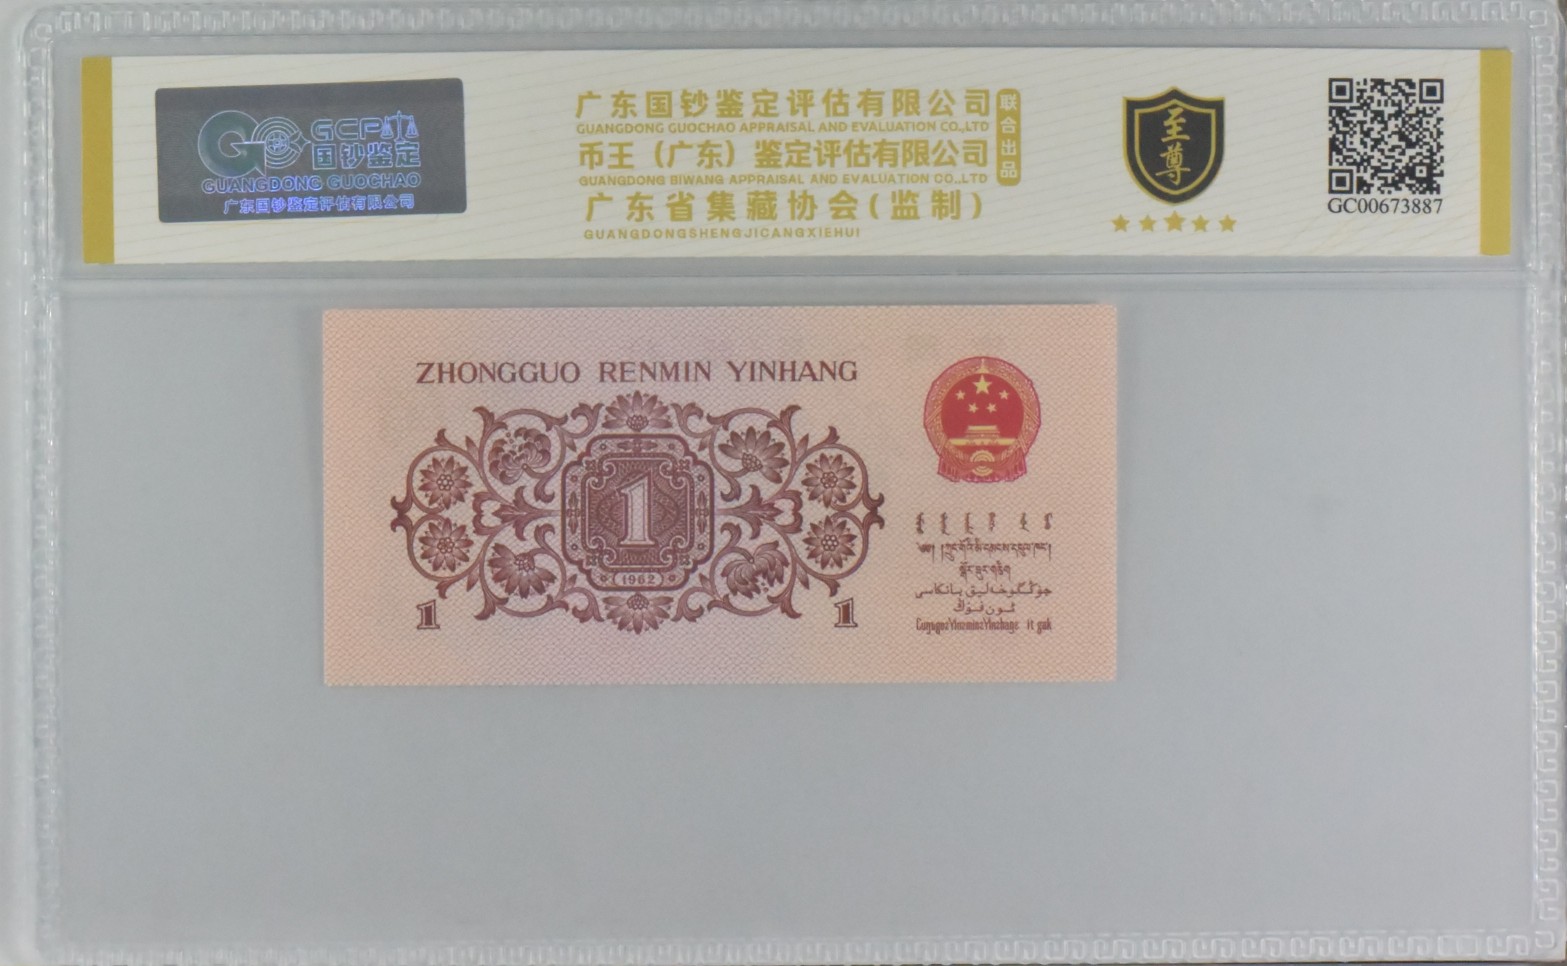 GCP
国钞鉴定
GUANGDONG GUOCHAO
广东国钞鉴定评估有限公司
广东国钞鉴定评估有限公司
GUANGDONG GUOCHAO APPRAISAL AND EVALUATION CO.,LTD
币王（广东）鉴定评估有限公司
GUANGDONG BIWANG APPRAISAL AND EVALUATION CO.,LTD
广东省集藏协会(监制)
GUANGDONGSHENGJICANGXIEHUI
联合出品
至尊
GC00673887
ZHONGGUO RENMIN YINHANG
1
1962
1
1
جۇڭگوخەلىق بانكاسى